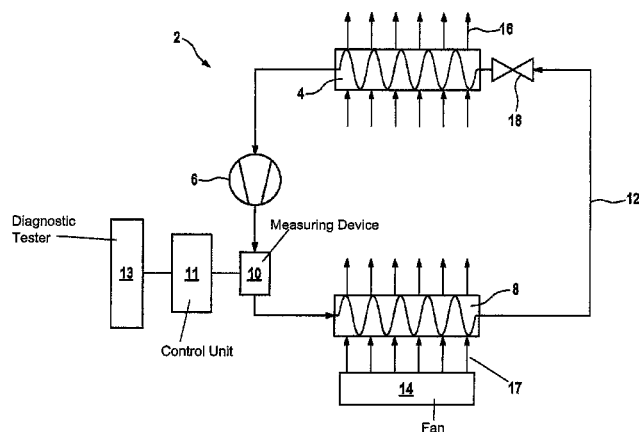 2
16
4
18
6
12
Diagnostic
Tester
Measuring Device
13
11
10
8
Control Unit
17
14
Fan